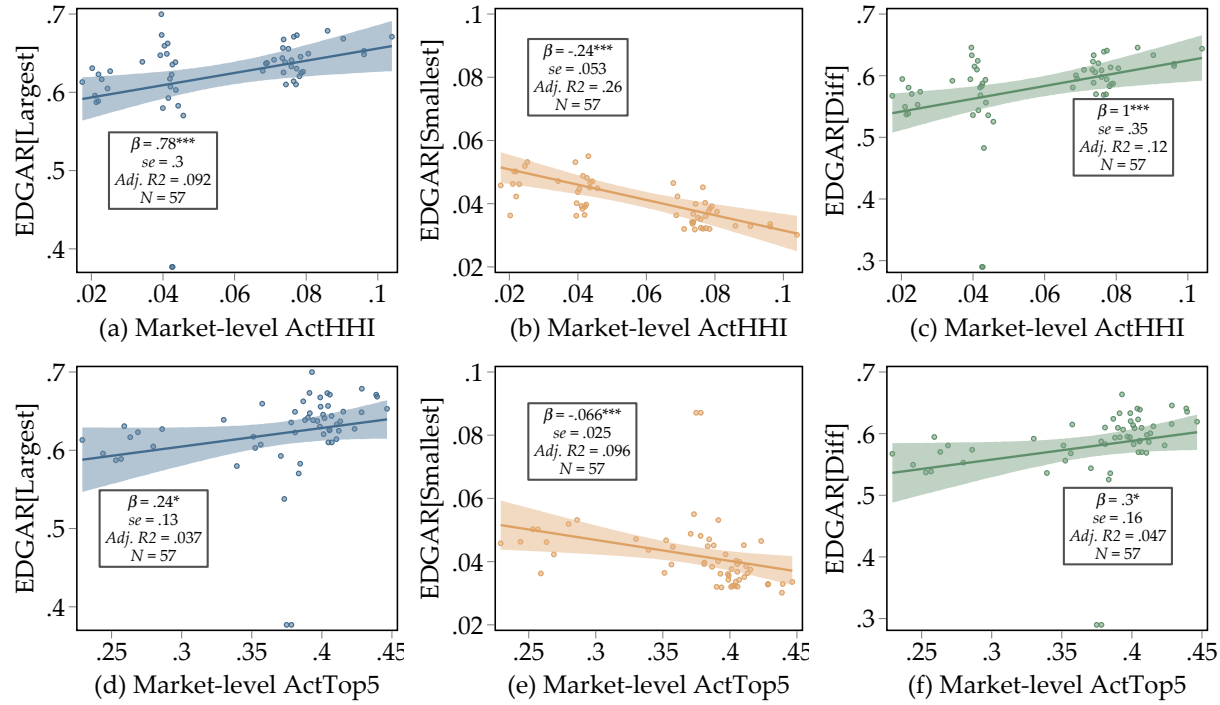 EDGAR[Largest]
.7
.6
.5
.4
.02 .04 .06 .08 .1
β = .78***
se = .3
Adj. R2 = .092
N = 57
(a) Market-level ActHHI
EDGAR[Smallest]
.1
.08
.06
.04
.02
.02 .04 .06 .08 .1
β = -.24***
se = .053
Adj. R2 = .26
N = 57
(b) Market-level ActHHI
EDGAR[Diff]
.7
.6
.5
.4
.3
.02 .04 .06 .08 .1
β = 1***
se = .35
Adj. R2 = .12
N = 57
(c) Market-level ActHHI
EDGAR[Largest]
.7
.6
.5
.4
.25 .3 .35 .4 .45
β = .24*
se = .13
Adj. R2 = .037
N = 57
(d) Market-level ActTop5
EDGAR[Smallest]
.1
.08
.06
.04
.02
.25 .3 .35 .4 .45
β = -.066***
se = .025
Adj. R2 = .096
N = 57
(e) Market-level ActTop5
EDGAR[Diff]
.7
.6
.5
.4
.3
.25 .3 .35 .4 .45
β = .3*
se = .16
Adj. R2 = .047
N = 57
(f) Market-level ActTop5